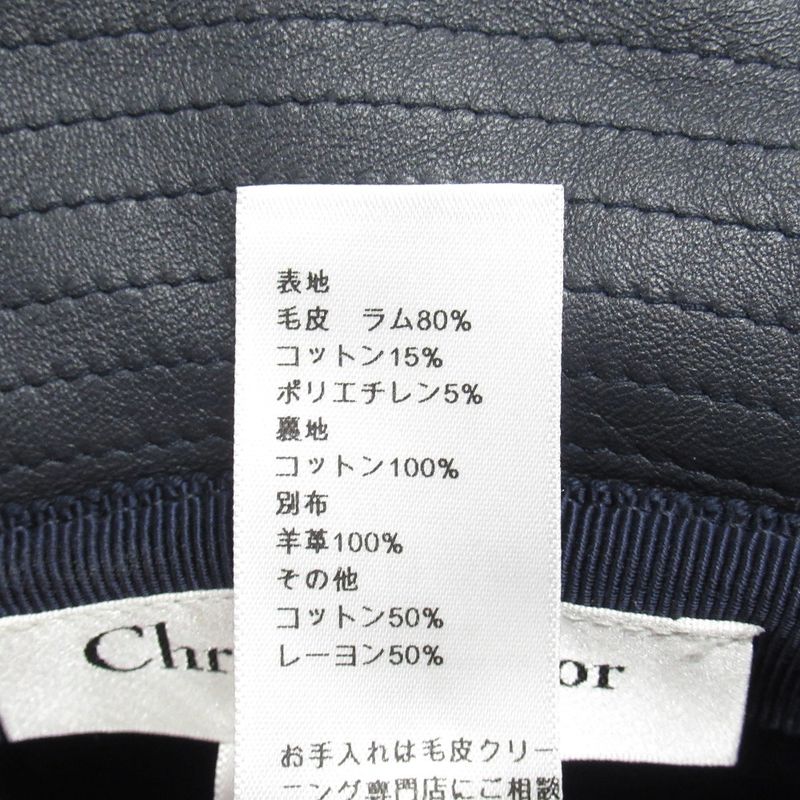 表地
毛皮　ラム80%
コットン15%
ポリエチレン5%
裏地
コットン100%
別布
羊革100%
その他
コットン50%
レーヨン50%
お手入れは毛皮クリー
ニング専門店にご相談
Chr
or